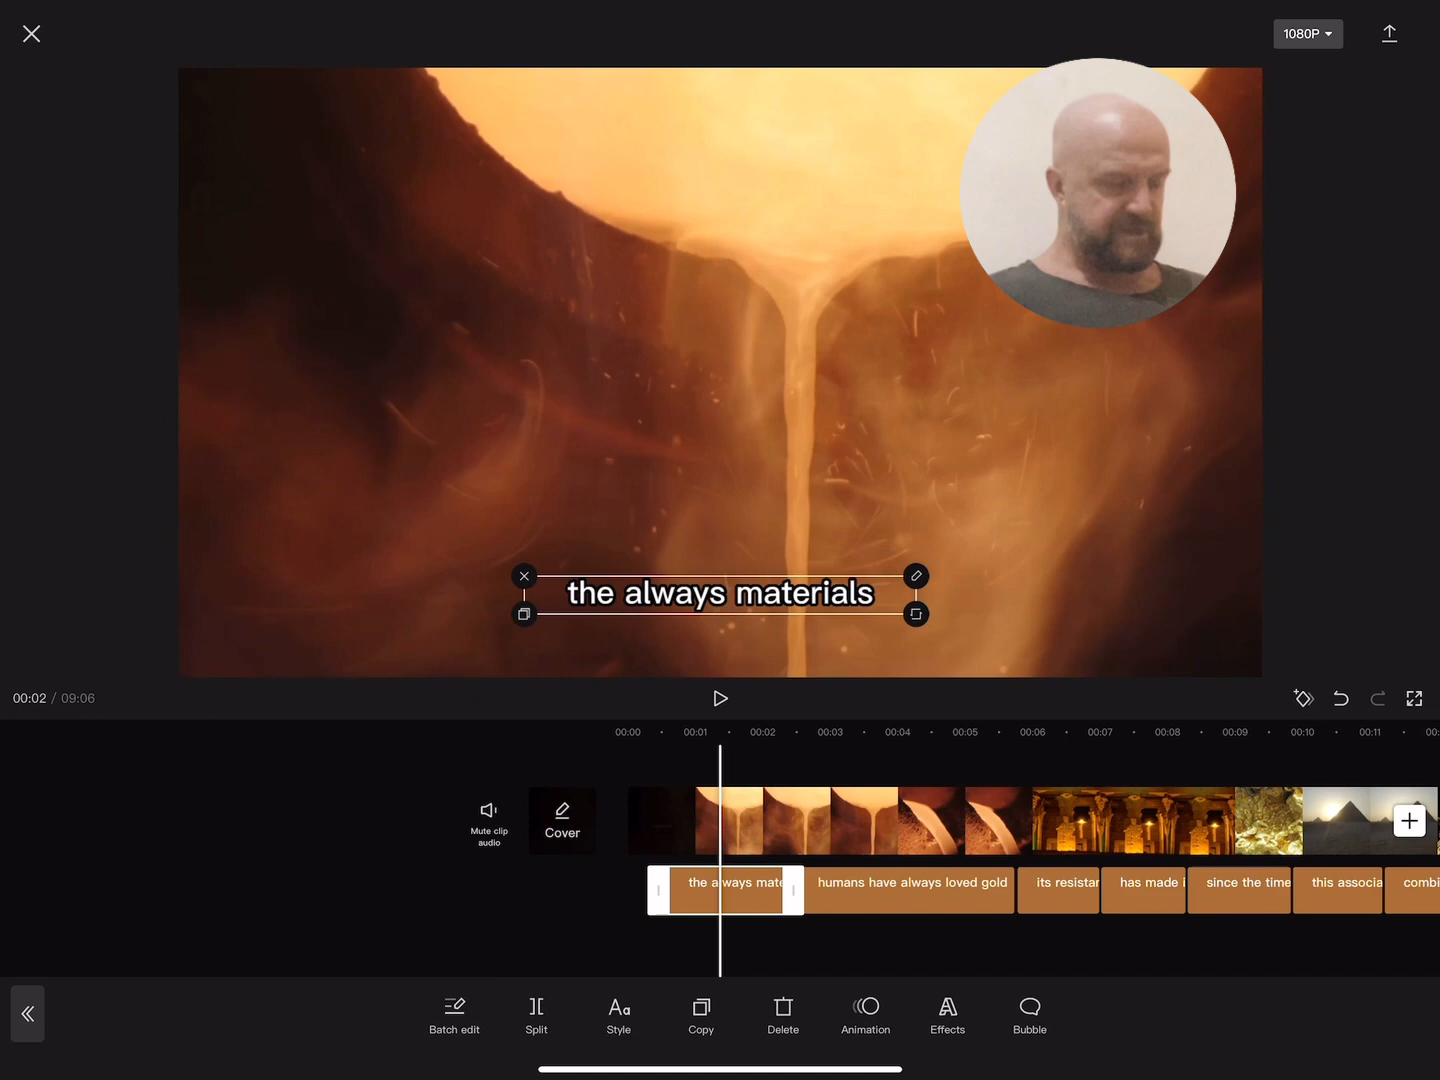 1080P
the always materials
00:02 / 09:06
00:00 00:01 00:02 00:03 00:04 00:05 00:06 00:07 00:08 00:09 00:10 00:11 00:
Mute clip
audio
Cover
the always mate
humans have always loved gold
its resistar
has made i
since the time
this associa
combi
Batch edit
Split
Style
Copy
Delete
Animation
Effects
Bubble